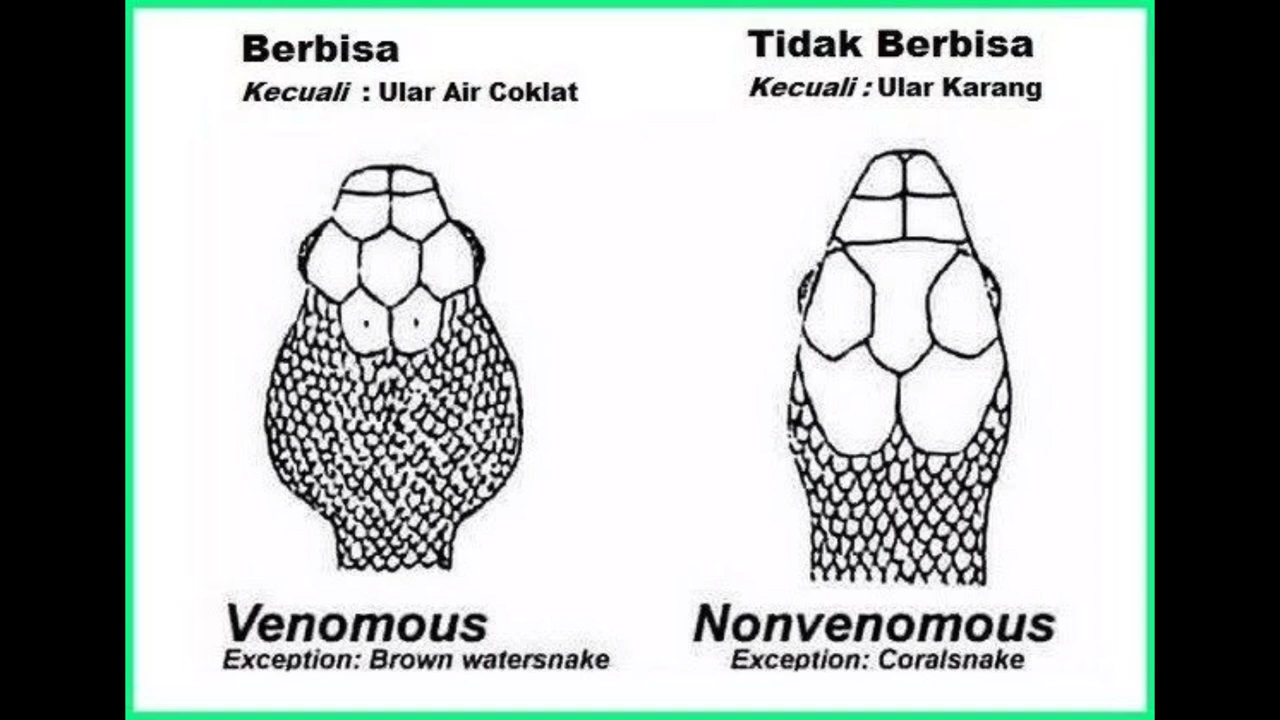 Berbisa
Kecuali : Ular Air Coklat
Tidak Berbisa
Kecuali : Ular Karang
Venomous
Exception: Brown watersnake
Nonvenomous
Exception: Coralsnake